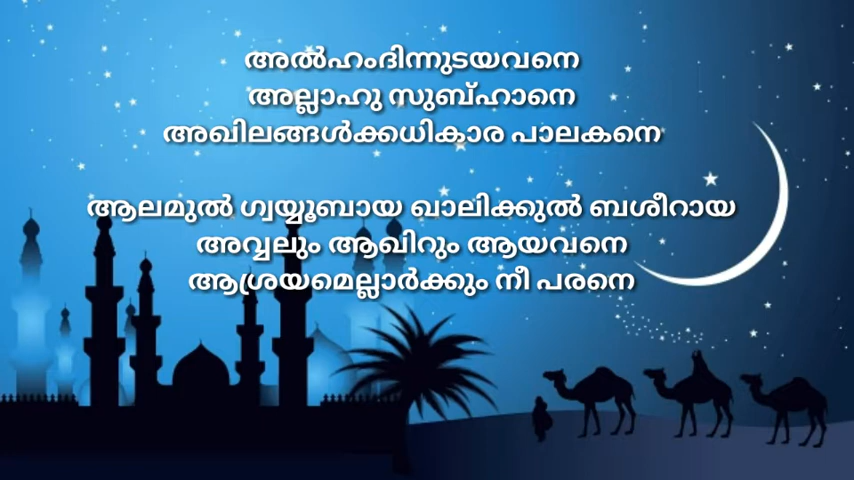 അൽഹംദിന്നുടയവനെ
അല്ലാഹു സുബ്ഹാനെ
അഖിലങ്ങൾക്കധികാര പാലകനെ
ആലമുൽ ഗ്വയ്യൂബായ ഖാലിക്കുൽ ബശീറായ
അവ്വലും ആഖിറും ആയവനെ
ആശ്രയമെല്ലാർക്കും നീ പരനെ